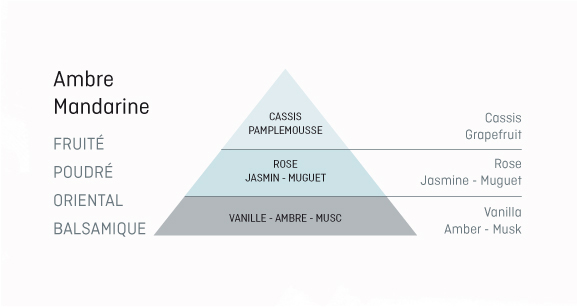 Ambre
Mandarine
FRUITÉ
POUDRÉ
ORIENTAL
BALSAMIQUE
CASSIS
PAMPLEMOUSSE
ROSE
JASMIN - MUGUET
VANILLE - AMBRE - MUSC
Cassis
Grapefruit
Rose
Jasmine - Muguet
Vanilla
Amber - Musk